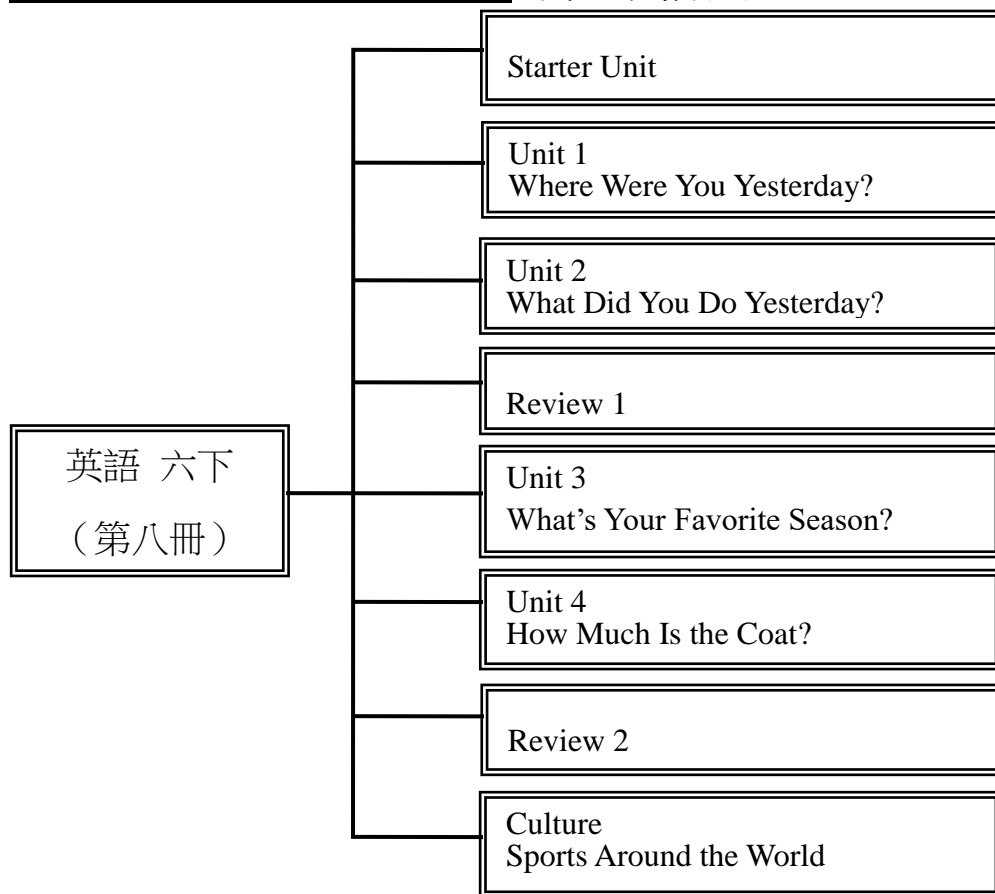 Starter Unit
Unit 1
Where Were You Yesterday?
Unit 2
What Did You Do Yesterday?
Review 1
英語 六下
（第八冊）
Unit 3
What’s Your Favorite Season?
Unit 4
How Much Is the Coat?
Review 2
Culture
Sports Around the World